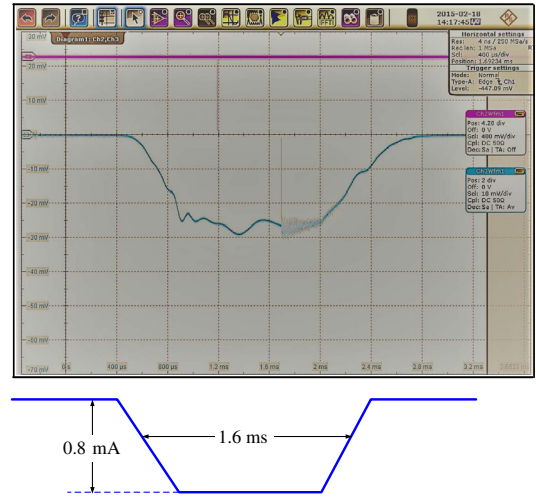 2015-02-18
14:17:45
Diagram1: Ch2,Ch3
Horizontal settings
Res: 4 ns / 250 MSa/s
Rec len: 1 MSa R
Scl: 400 µs/div
Position: 1.69234 ms
Trigger settings
Mode: Normal
Type-A: Edge Ch1
Level: -447.09 mV
30 mV
20 mV
10 mV
-10 mV
-20 mV
-30 mV
-40 mV
-50 mV
-60 mV
-70 mV
Ch2Wfm1
Pos: 4.28 div
Off: 0 V
Scl: 400 mV/div
Cpl: DC 50Ω
Dec: Sa | TA: Off
Ch3Wfm1
Pos: 2 div
Off: 0 V
Scl: 10 mV/div
Cpl: DC 50Ω
Dec: Sa | TA: Av
0 s
400 µs
800 µs
1.2 ms
1.6 ms
2 ms
2.4 ms
2.8 ms
3.2 ms
0.8 mA
1.6 ms